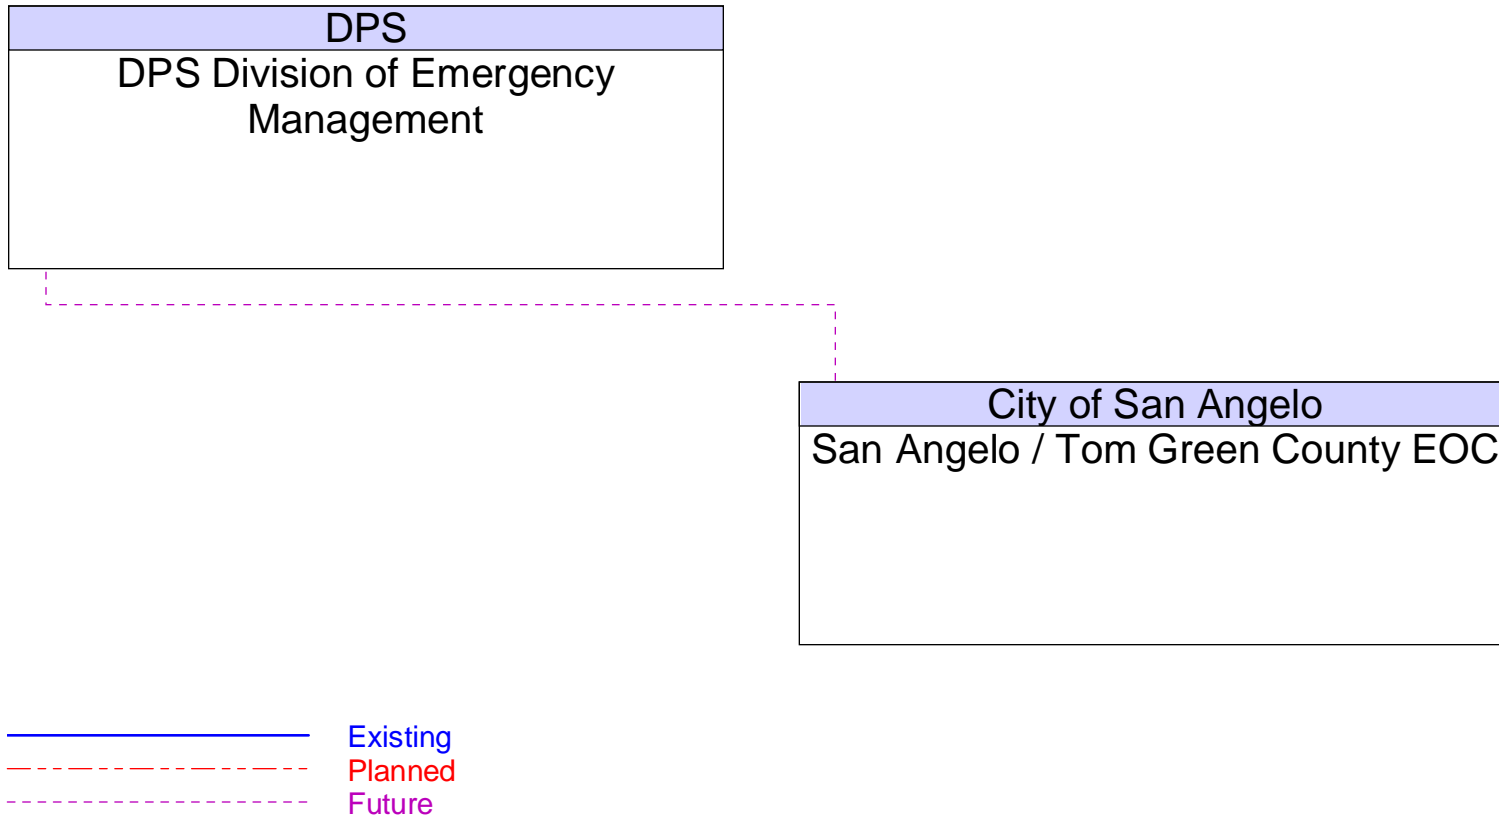 DPS
DPS Division of Emergency
Management
City of San Angelo
San Angelo / Tom Green County EOC
Existing
Planned
Future